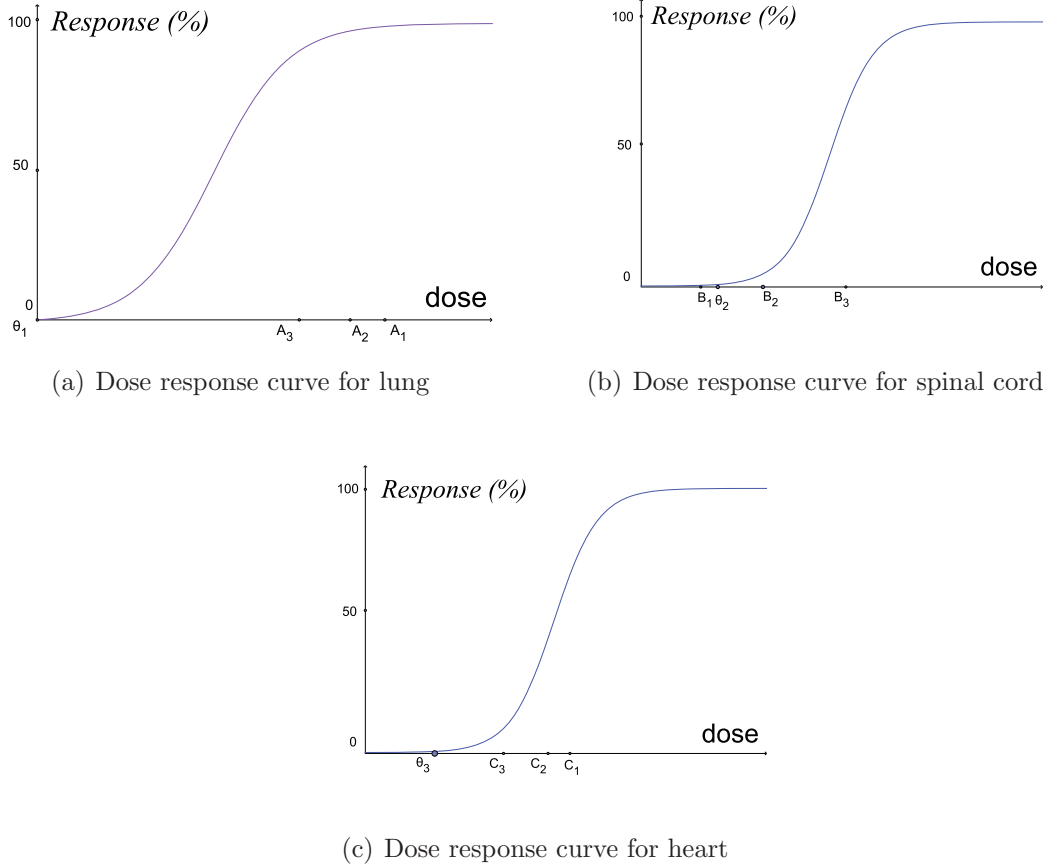 100
Response (%)
50
0
θ1
A3
A2
A1
dose
(a) Dose response curve for lung
100
Response (%)
50
0
B1
θ2
B2
B3
dose
(b) Dose response curve for spinal cord
100
Response (%)
50
0
θ3
C3
C2
C1
dose
(c) Dose response curve for heart